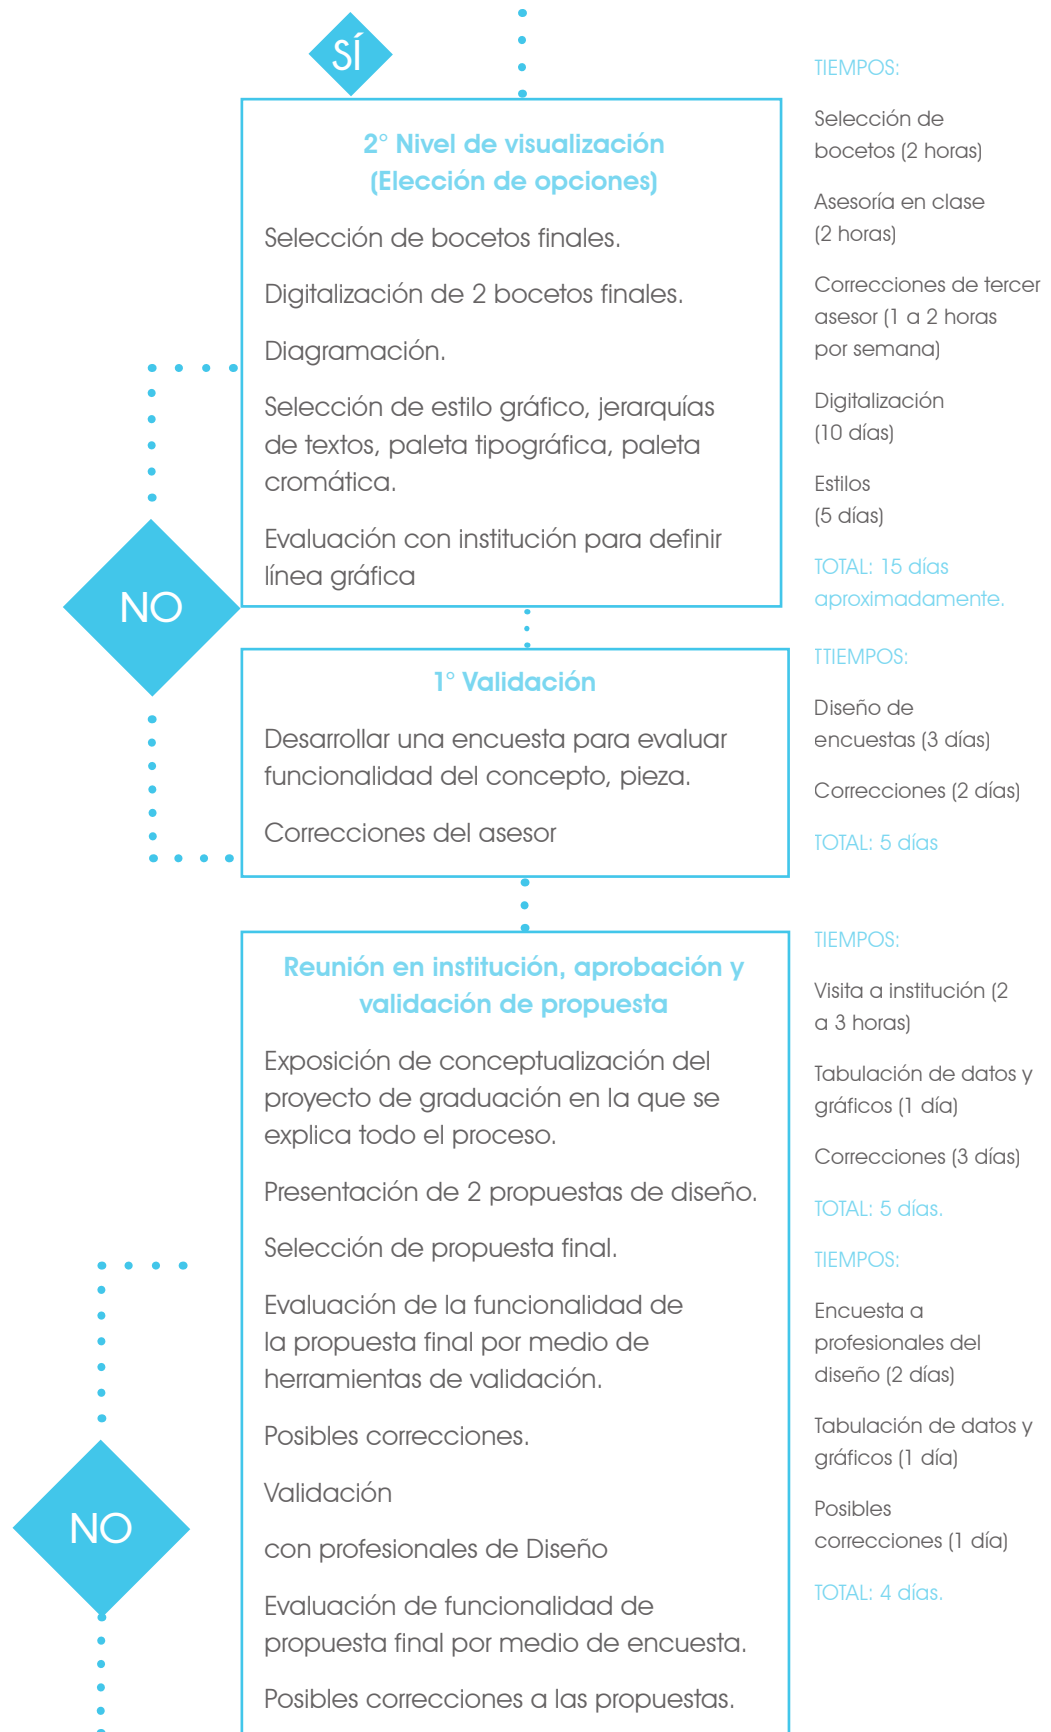 SÍ
2° Nivel de visualización
(Elección de opciones)
Selección de bocetos finales.
Digitalización de 2 bocetos finales.
Diagramación.
Selección de estilo gráfico, jerarquías
de textos, paleta tipográfica, paleta
cromática.
Evaluación con institución para definir
línea gráfica
TIEMPOS:
Selección de
bocetos (2 horas)
Asesoría en clase
(2 horas)
Correcciones de tercer
asesor (1 a 2 horas
por semana)
Digitalización
(10 días)
Estilos
(5 días)
TOTAL: 15 días
aproximadamente.
NO
1° Validación
Desarrollar una encuesta para evaluar
funcionalidad del concepto, pieza.
Correcciones del asesor
TTIEMPOS:
Diseño de
encuestas (3 días)
Correcciones (2 días)
TOTAL: 5 días
Reunión en institución, aprobación y
validación de propuesta
Exposición de conceptualización del
proyecto de graduación en la que se
explica todo el proceso.
Presentación de 2 propuestas de diseño.
Selección de propuesta final.
Evaluación de la funcionalidad de
la propuesta final por medio de
herramientas de validación.
Posibles correcciones.
Validación
con profesionales de Diseño
Evaluación de funcionalidad de
propuesta final por medio de encuesta.
Posibles correcciones a las propuestas.
TIEMPOS:
Visita a institución (2
a 3 horas)
Tabulación de datos y
gráficos (1 día)
Correcciones (3 días)
TOTAL: 5 días.
TIEMPOS:
Encuesta a
profesionales del
diseño (2 días)
Tabulación de datos y
gráficos (1 día)
Posibles
correcciones (1 día)
TOTAL: 4 días.
NO